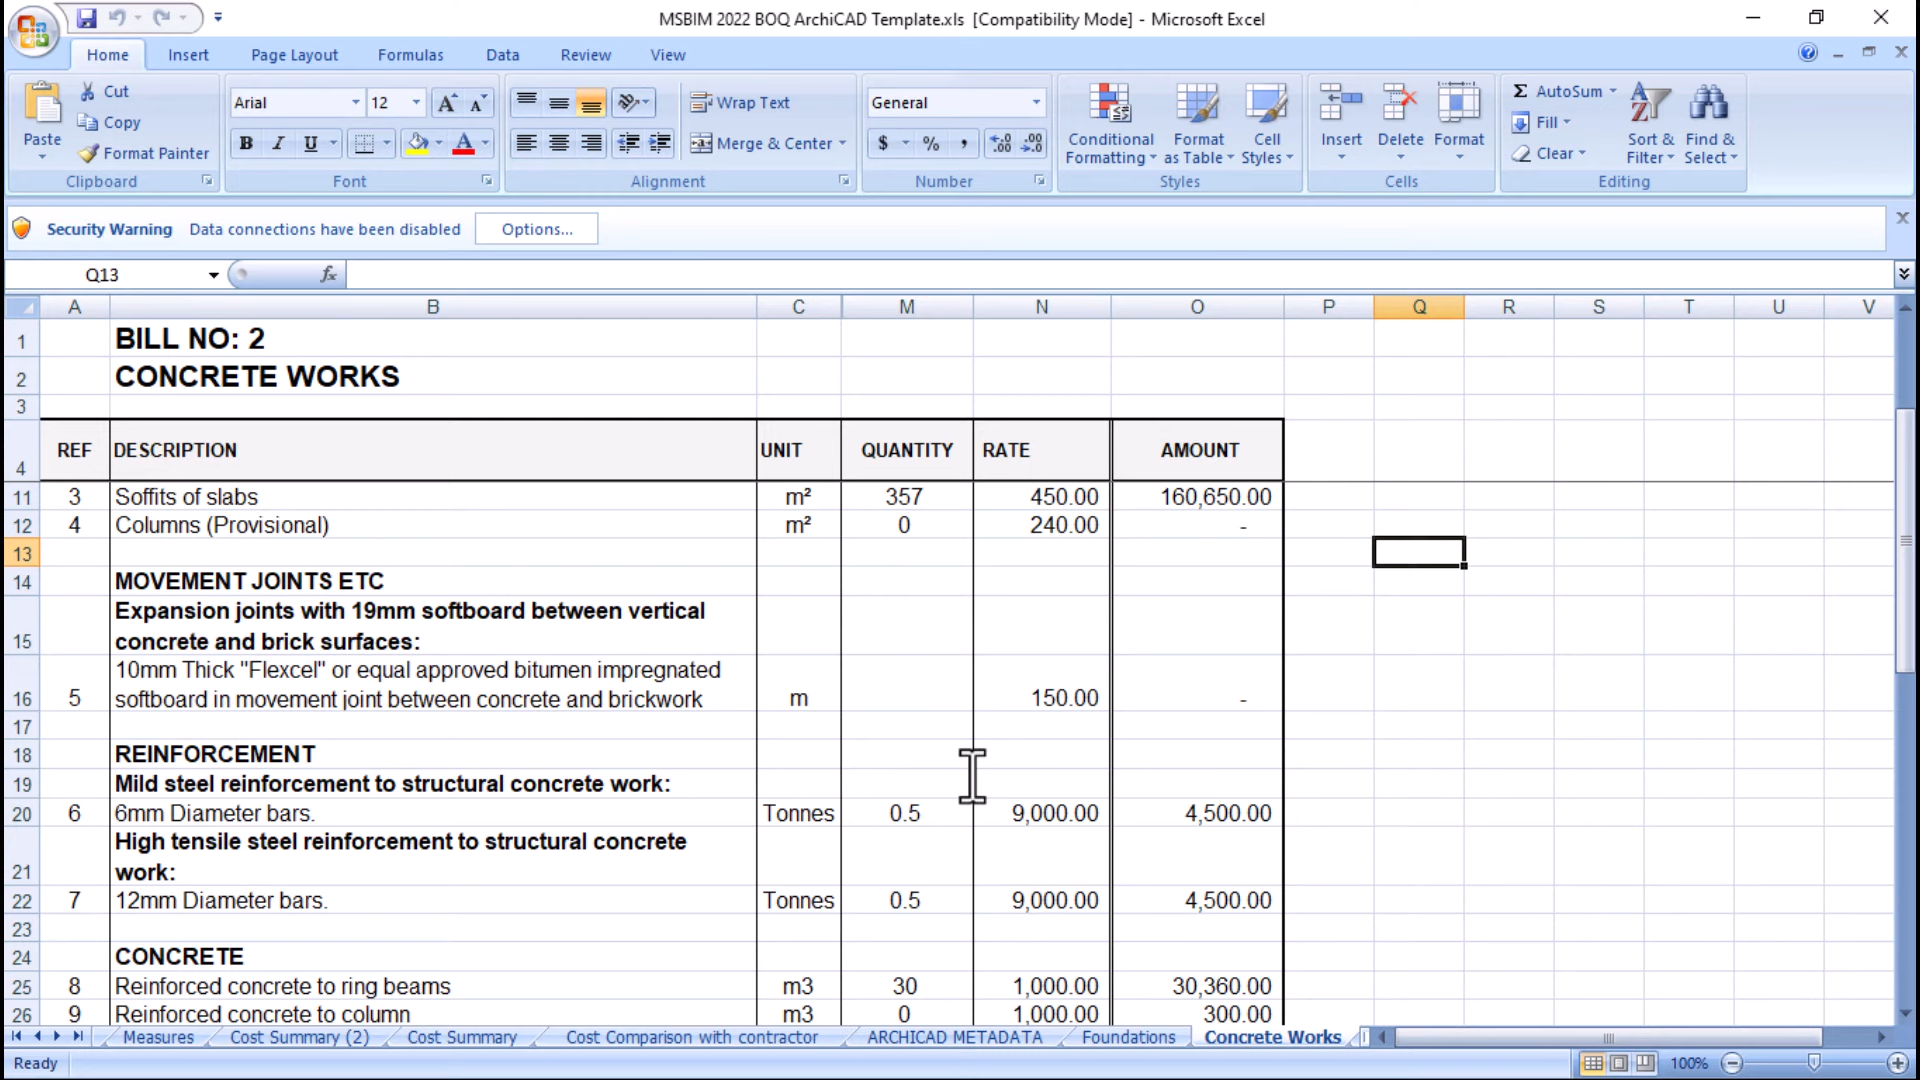 MSBIM 2022 BOQ ArchiCAD Template.xls  [Compatibility Mode] - Microsoft Excel
Home Insert Page Layout Formulas Data Review View
Paste
Cut
Copy
Format Painter
Clipboard
Arial 12
B I U
Font
Wrap Text
Merge & Center
Alignment
General
$ % ,
Number
Conditional Formatting
Format as Table
Cell Styles
Styles
Insert Delete Format
Cells
Σ AutoSum
Fill
Clear
Sort & Filter
Find & Select
Editing
Security Warning Data connections have been disabled Options...
Q13 fx
A B C M N O P Q R S T U V
1 BILL NO: 2
2 CONCRETE WORKS
3
4 REF DESCRIPTION UNIT QUANTITY RATE AMOUNT
11 3 Soffits of slabs m² 357 450.00 160,650.00
12 4 Columns (Provisional) m² 0 240.00 -
13
14 MOVEMENT JOINTS ETC
Expansion joints with 19mm softboard between vertical
15 concrete and brick surfaces:
10mm Thick "Flexcel" or equal approved bitumen impregnated
16 5 softboard in movement joint between concrete and brickwork m 150.00 -
17
18 REINFORCEMENT
19 Mild steel reinforcement to structural concrete work:
20 6 6mm Diameter bars. Tonnes 0.5 9,000.00 4,500.00
High tensile steel reinforcement to structural concrete
21 work:
22 7 12mm Diameter bars. Tonnes 0.5 9,000.00 4,500.00
23
24 CONCRETE
25 8 Reinforced concrete to ring beams m3 30 1,000.00 30,360.00
26 9 Reinforced concrete to column m3 0 1,000.00 300.00
Measures Cost Summary (2) Cost Summary Cost Comparison with contractor ARCHICAD METADATA Foundations Concrete Works
Ready 100%